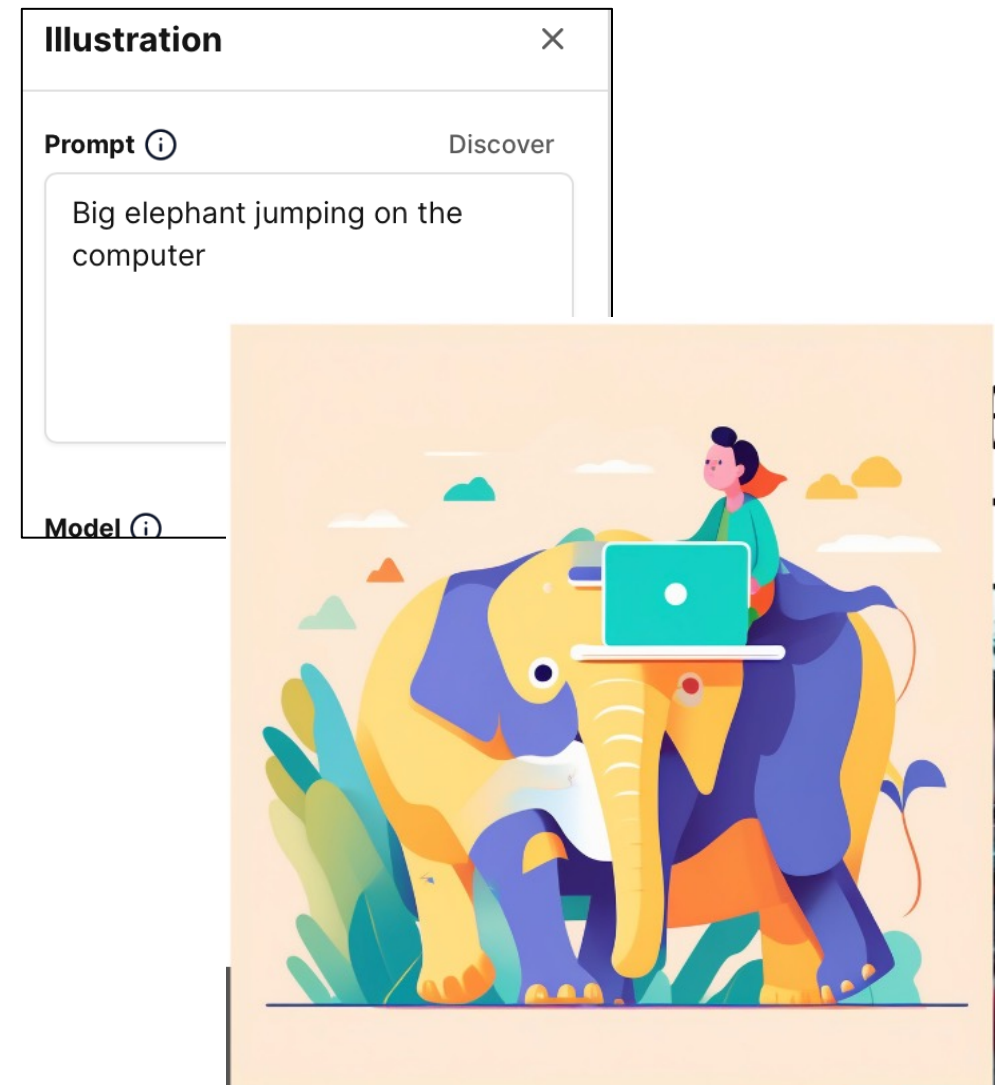 Illustration
Prompt
Discover
Big elephant jumping on the
computer
Model